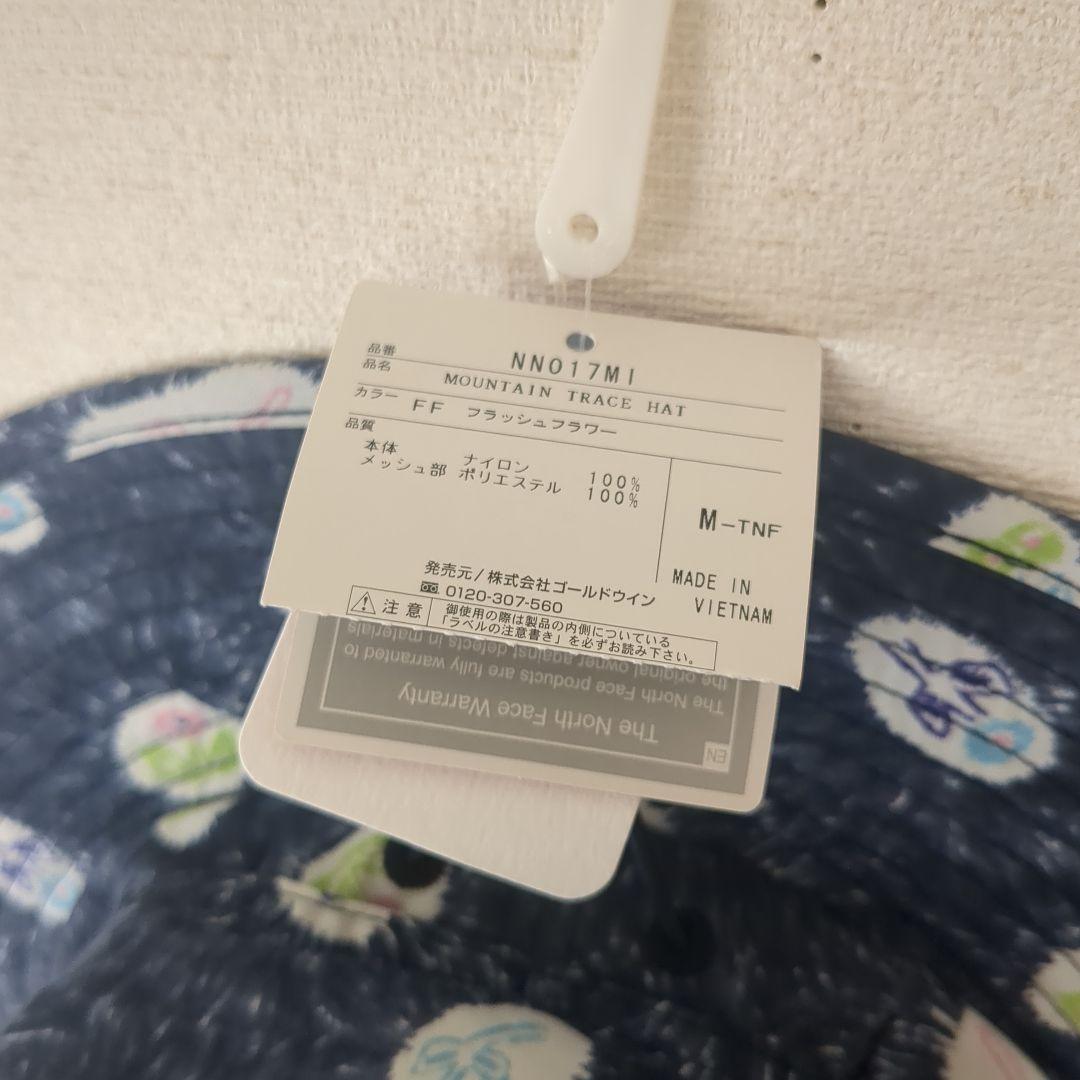 品番 NN017MI
品名 MOUNTAIN TRACE HAT
カラー FF フラッシュフラワー
品質
本体 ナイロン 100%
メッシュ部 ポリエステル 100%
M-TNF
MADE IN
VIETNAM
発売元/株式会社ゴールドウイン
0120-307-560
注意 御使用の際は製品の内側についている
「ラベルの注意書き」を必ずお読み下さい。
EN
The North Face Warranty
The North Face products are fully warranted to
the original owner against defects in materials